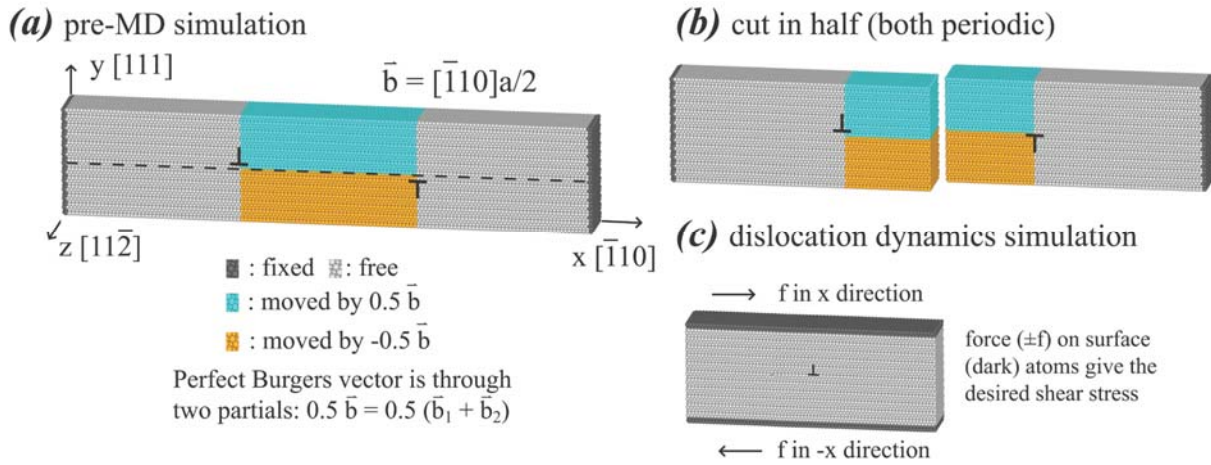 (a) pre-MD simulation
y [111]
b⃗ = [1̄10]a/2
z [112̄]
x [1̄10]
: fixed : free
: moved by 0.5 b⃗
: moved by -0.5 b⃗
Perfect Burgers vector is through
two partials: 0.5 b⃗ = 0.5 (b⃗₁ + b⃗₂)
(b) cut in half (both periodic)
(c) dislocation dynamics simulation
f in x direction
force (±f) on surface
(dark) atoms give the
desired shear stress
f in -x direction